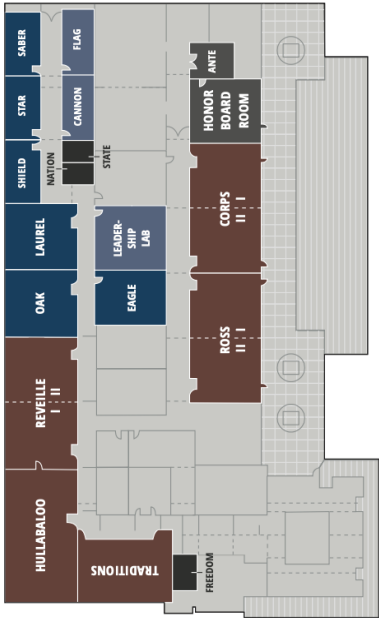 SABER
FLAG
ANTE
STAR
CANNON
HONOR
BOARD
ROOM
SHIELD
NATION
STATE
LAUREL
LEADER-
SHIP
LAB
CORPS
I
II
OAK
EAGLE
ROSS
I
II
REVEILLE
II
I
HULLABALOO
TRADITIONS
FREEDOM